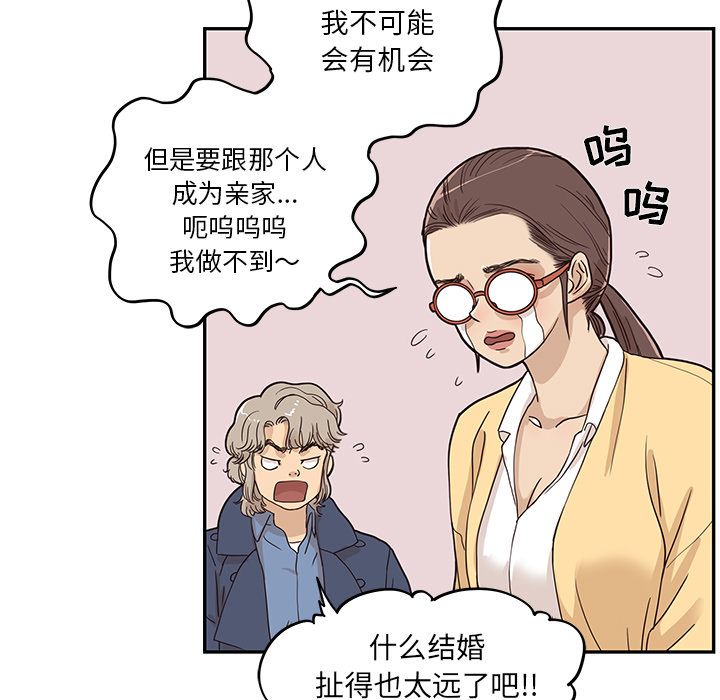 我不可能
会有机会
但是要跟那个人
成为亲家...
呃呜呜呜
我做不到～
呜
呜
什么结婚
扯得也太远了吧!!